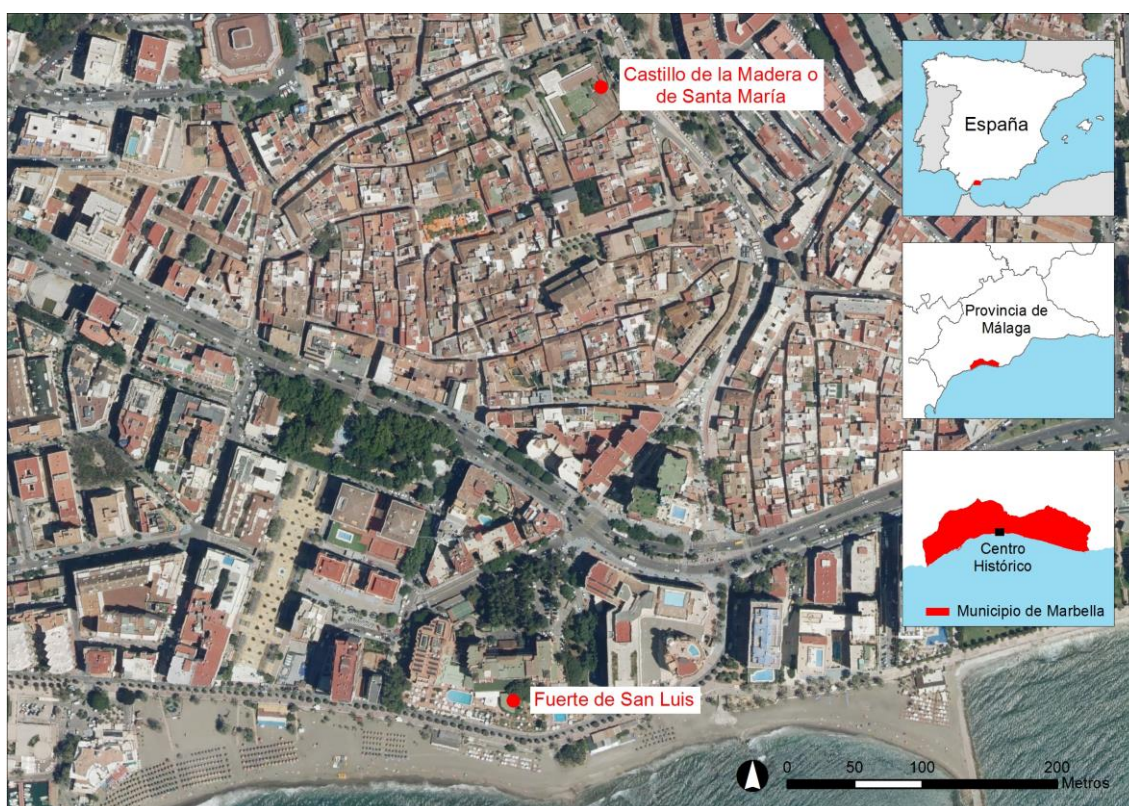 Castillo de la Madera o
de Santa María
España
Provincia de
Málaga
Centro
Histórico
Municipio de Marbella
Fuerte de San Luis
0 50 100 200
Metros